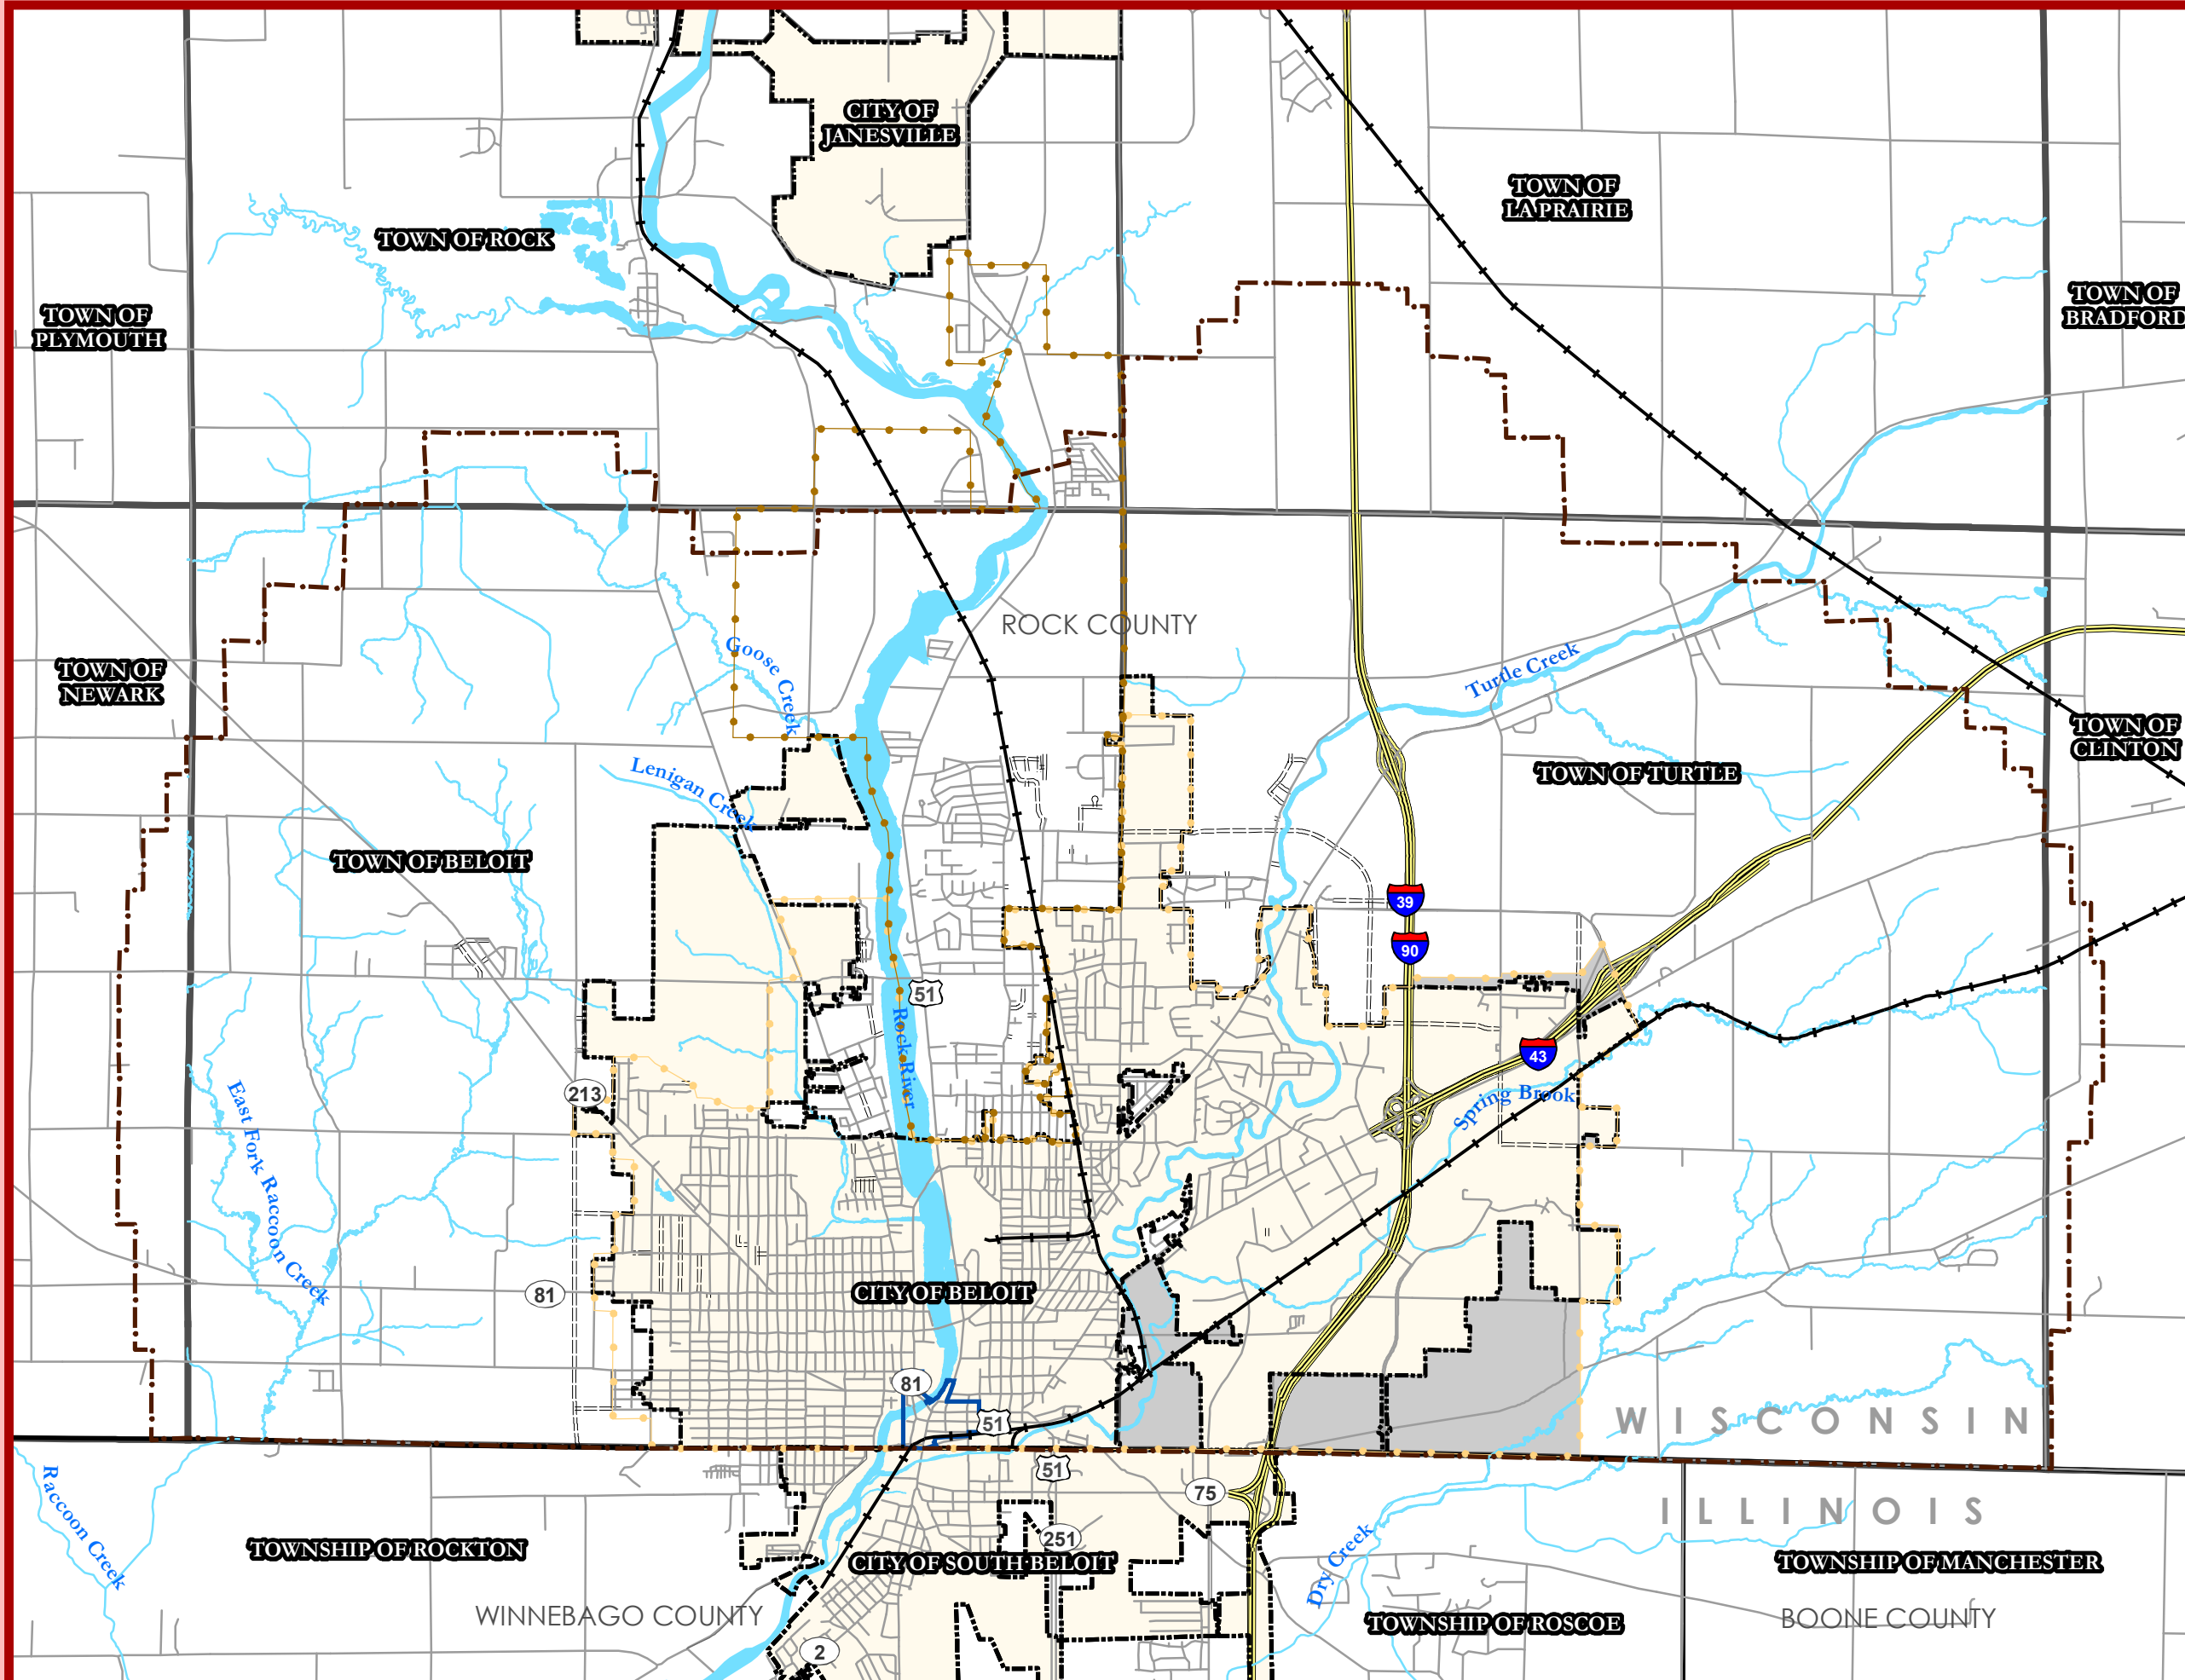 CITY OF
JANESVILLE
TOWN OF
LA PRAIRIE
TOWN OF ROCK
TOWN OF
PLYMOUTH
TOWN OF
BRADFORD
ROCK COUNTY
Goose Creek
Turtle Creek
TOWN OF
NEWARK
TOWN OF
CLINTON
Lenigan Creek
TOWN OF TURTLE
TOWN OF BELOIT
39
90
51
Rock River
43
213
Spring Brook
East Fork Raccoon Creek
81
CITY OF BELOIT
81
51
WISCONSIN
51
75
ILLINOIS
Raccoon Creek
251
TOWNSHIP OF ROCKTON
CITY OF SOUTH BELOIT
Dry Creek
TOWNSHIP OF MANCHESTER
WINNEBAGO COUNTY
TOWNSHIP OF ROSCOE
BOONE COUNTY
2